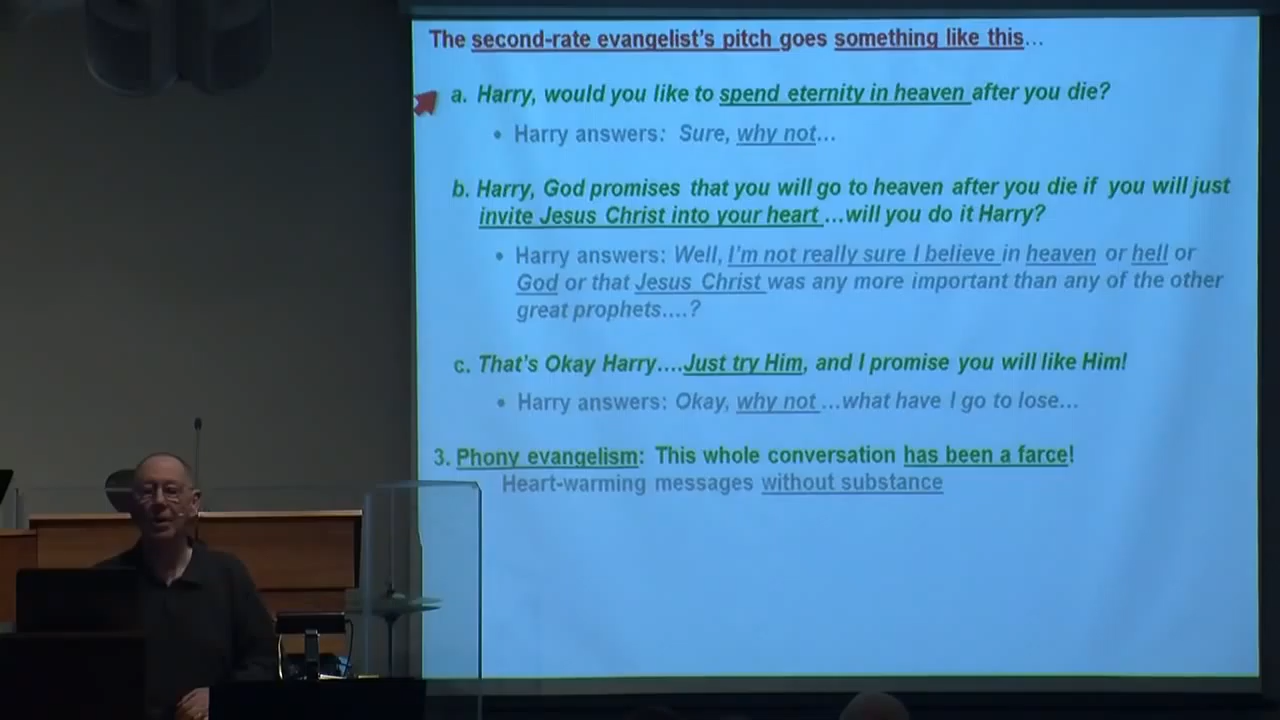 The second-rate evangelist's pitch goes something like this...
a. Harry, would you like to spend eternity in heaven after you die?
• Harry answers: Sure, why not...
b. Harry, God promises that you will go to heaven after you die if you will just
invite Jesus Christ into your heart ...will you do it Harry?
• Harry answers: Well, I'm not really sure I believe in heaven or hell or
God or that Jesus Christ was any more important than any of the other
great prophets....?
c. That's Okay Harry....Just try Him, and I promise you will like Him!
• Harry answers: Okay, why not ...what have I go to lose...
3. Phony evangelism: This whole conversation has been a farce!
Heart-warming messages without substance